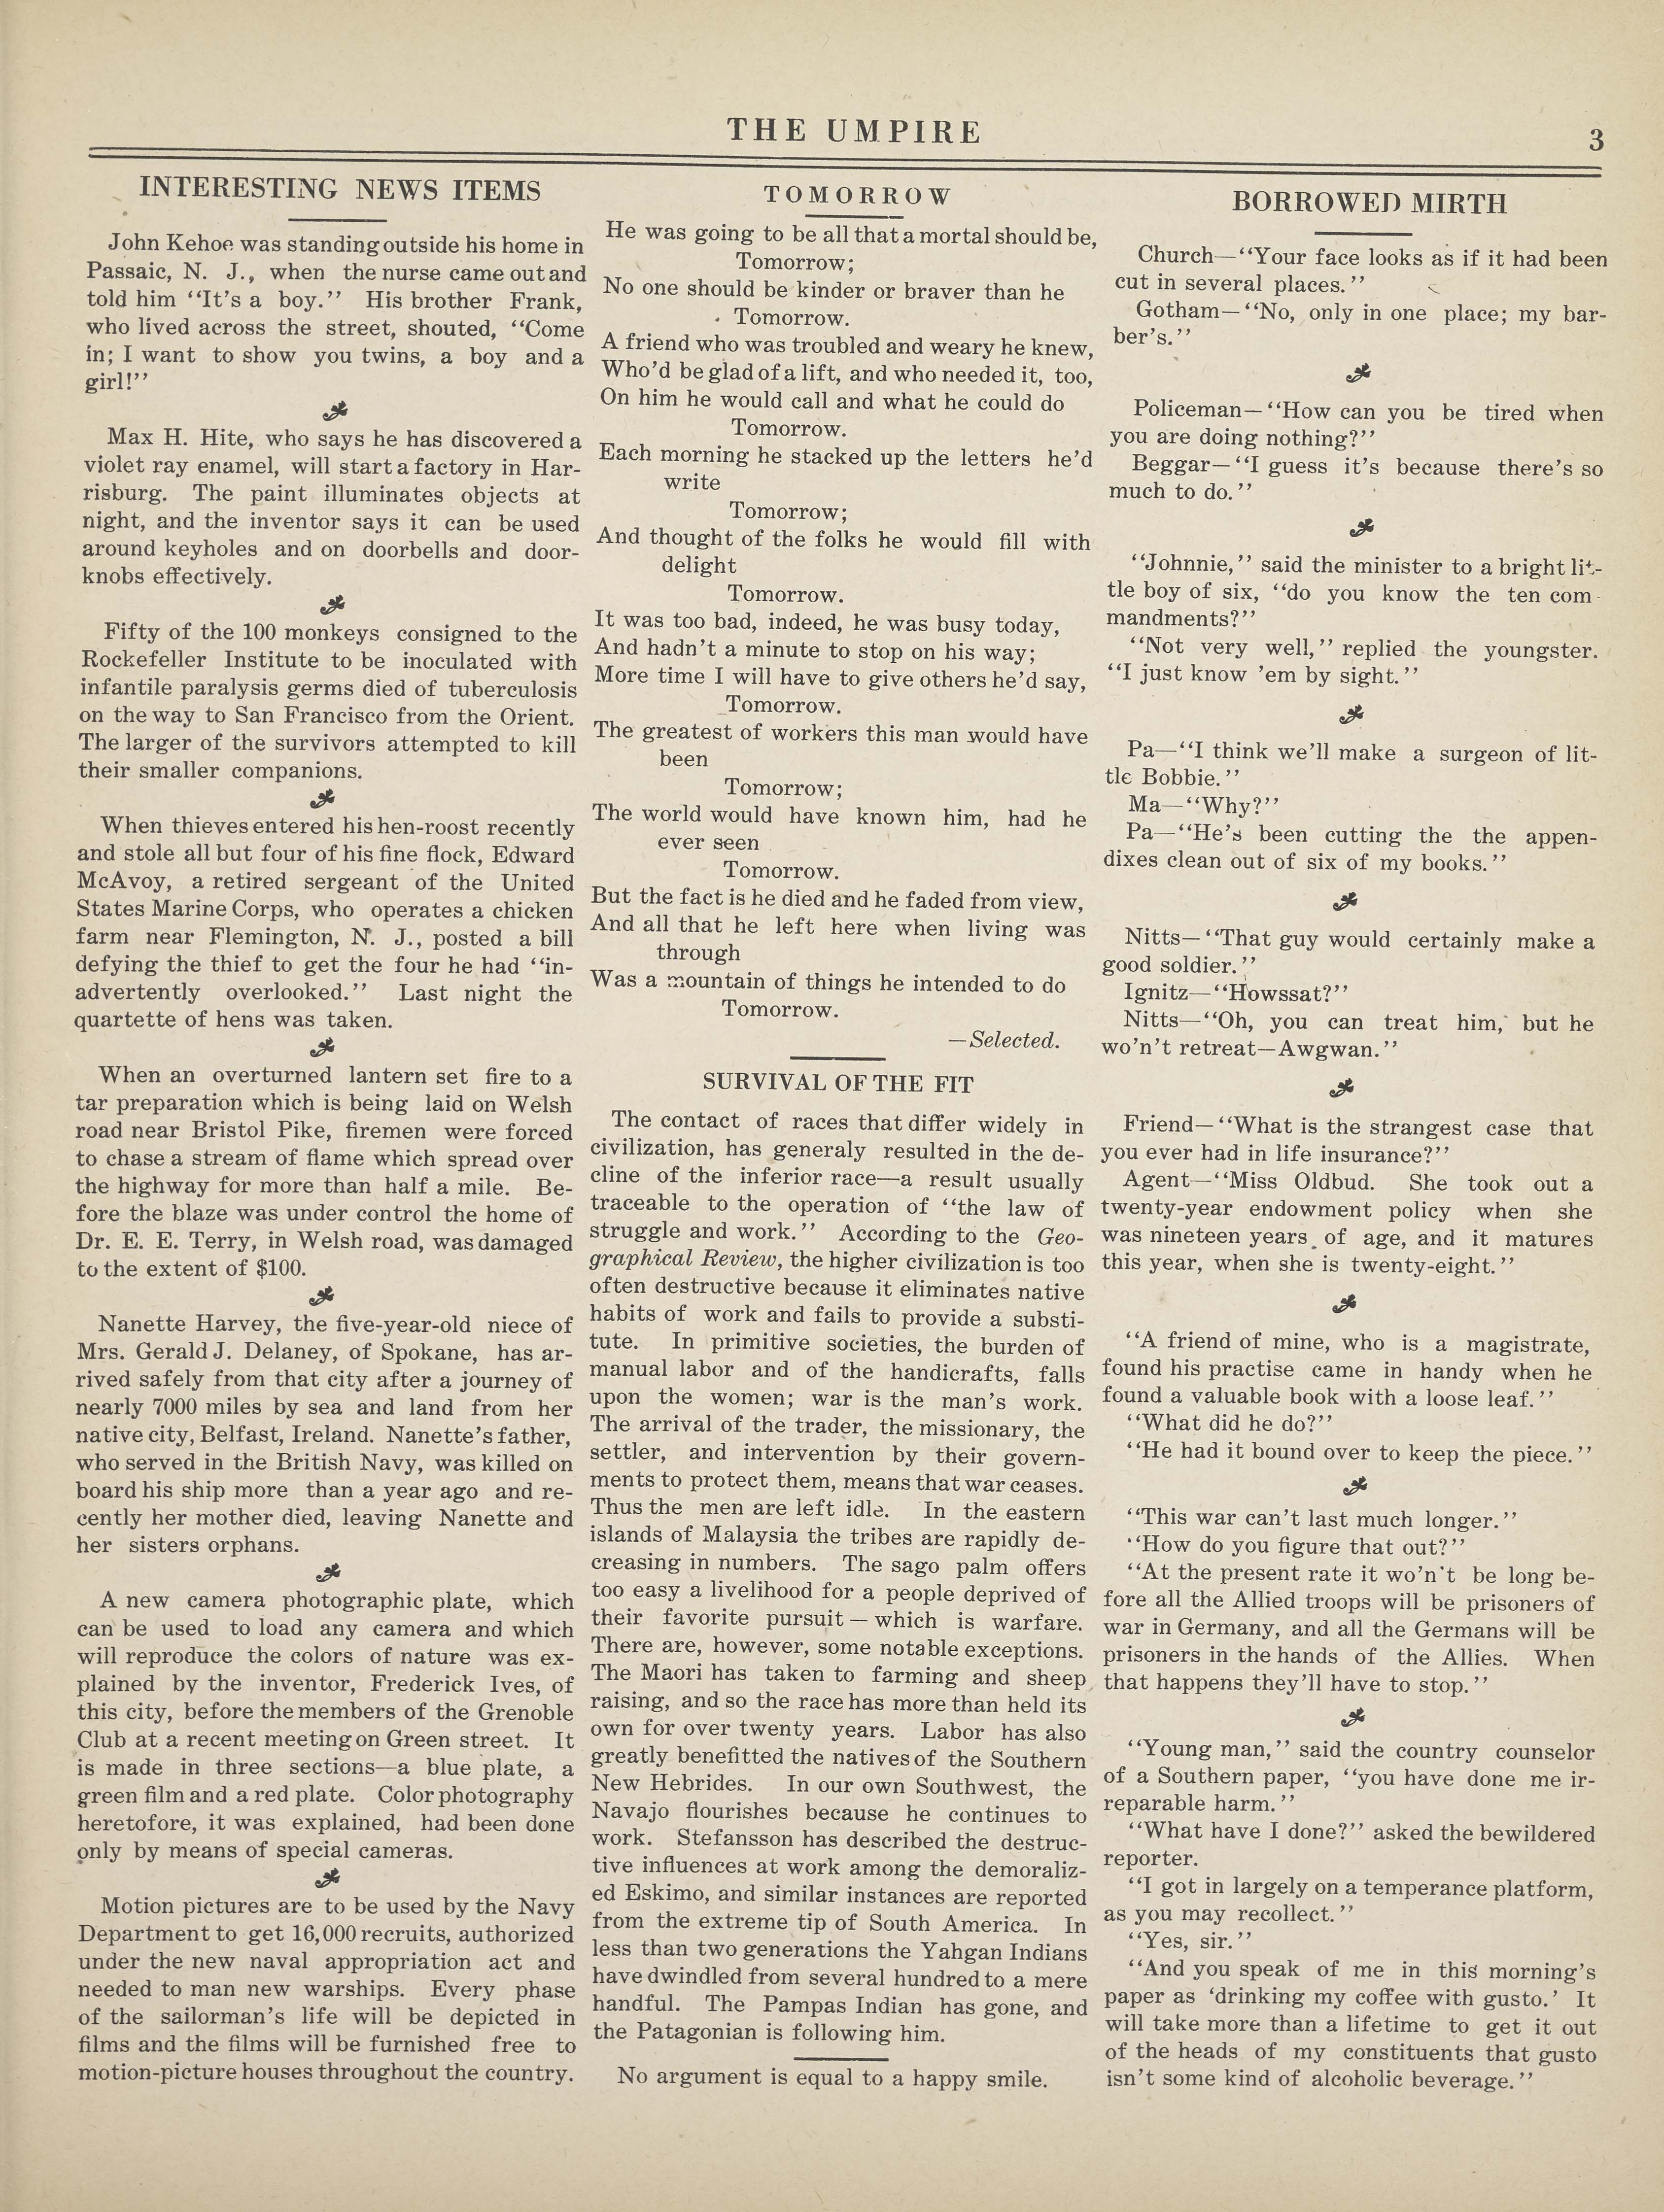 THE UMPIRE
3
INTERESTING NEWS ITEMS
John Kehoe was standing outside his home in
Passaic, N. J., when the nurse came out and
told him "It's a boy." His brother Frank,
who lived across the street, shouted, "Come
in; I want to show you twins, a boy and a
girl!"
Max H. Hite, who says he has discovered a
violet ray enamel, will start a factory in Har-
risburg. The paint illuminates objects at
night, and the inventor says it can be used
around keyholes and on doorbells and door-
knobs effectively.
Fifty of the 100 monkeys consigned to the
Rockefeller Institute to be inoculated with
infantile paralysis germs died of tuberculosis
on the way to San Francisco from the Orient.
The larger of the survivors attempted to kill
their smaller companions.
When thieves entered his hen-roost recently
and stole all but four of his fine flock, Edward
McAvoy, a retired sergeant of the United
States Marine Corps, who operates a chicken
farm near Flemington, N. J., posted a bill
defying the thief to get the four he had "in-
advertently overlooked." Last night the
quartette of hens was taken.
When an overturned lantern set fire to a
tar preparation which is being laid on Welsh
road near Bristol Pike, firemen were forced
to chase a stream of flame which spread over
the highway for more than half a mile. Be-
fore the blaze was under control the home of
Dr. E. E. Terry, in Welsh road, was damaged
to the extent of $100.
Nanette Harvey, the five-year-old niece of
Mrs. Gerald J. Delaney, of Spokane, has ar-
rived safely from that city after a journey of
nearly 7000 miles by sea and land from her
native city, Belfast, Ireland. Nanette's father,
who served in the British Navy, was killed on
board his ship more than a year ago and re-
cently her mother died, leaving Nanette and
her sisters orphans.
A new camera photographic plate, which
can be used to load any camera and which
will reproduce the colors of nature was ex-
plained by the inventor, Frederick Ives, of
this city, before the members of the Grenoble
Club at a recent meeting on Green street. It
is made in three sections—a blue plate, a
green film and a red plate. Color photography
heretofore, it was explained, had been done
only by means of special cameras.
Motion pictures are to be used by the Navy
Department to get 16,000 recruits, authorized
under the new naval appropriation act and
needed to man new warships. Every phase
of the sailorman's life will be depicted in
films and the films will be furnished free to
motion-picture houses throughout the country.
TOMORROW
He was going to be all that a mortal should be,
Tomorrow;
No one should be kinder or braver than he
Tomorrow.
A friend who was troubled and weary he knew,
Who'd be glad of a lift, and who needed it, too,
On him he would call and what he could do
Tomorrow.
Each morning he stacked up the letters he'd
write
Tomorrow;
And thought of the folks he would fill with
delight
Tomorrow.
It was too bad, indeed, he was busy today,
And hadn't a minute to stop on his way;
More time I will have to give others he'd say,
Tomorrow.
The greatest of workers this man would have
been
Tomorrow;
The world would have known him, had he
ever seen
Tomorrow.
But the fact is he died and he faded from view,
And all that he left here when living was
through
Was a mountain of things he intended to do
Tomorrow.
—Selected.
SURVIVAL OF THE FIT
The contact of races that differ widely in
civilization, has generaly resulted in the de-
cline of the inferior race—a result usually
traceable to the operation of "the law of
struggle and work." According to the Geo-
graphical Review, the higher civilization is too
often destructive because it eliminates native
habits of work and fails to provide a substi-
tute. In primitive societies, the burden of
manual labor and of the handicrafts, falls
upon the women; war is the man's work.
The arrival of the trader, the missionary, the
settler, and intervention by their govern-
ments to protect them, means that war ceases.
Thus the men are left idle. In the eastern
islands of Malaysia the tribes are rapidly de-
creasing in numbers. The sago palm offers
too easy a livelihood for a people deprived of
their favorite pursuit — which is warfare.
There are, however, some notable exceptions.
The Maori has taken to farming and sheep
raising, and so the race has more than held its
own for over twenty years. Labor has also
greatly benefitted the natives of the Southern
New Hebrides. In our own Southwest, the
Navajo flourishes because he continues to
work. Stefansson has described the destruc-
tive influences at work among the demoraliz-
ed Eskimo, and similar instances are reported
from the extreme tip of South America. In
less than two generations the Yahgan Indians
have dwindled from several hundred to a mere
handful. The Pampas Indian has gone, and
the Patagonian is following him.
No argument is equal to a happy smile.
BORROWED MIRTH
Church—"Your face looks as if it had been
cut in several places."
Gotham—"No, only in one place; my bar-
ber's."
Policeman—"How can you be tired when
you are doing nothing?"
Beggar—"I guess it's because there's so
much to do."
"Johnnie," said the minister to a bright lit-
tle boy of six, "do you know the ten com-
mandments?"
"Not very well," replied the youngster.
"I just know 'em by sight."
Pa—"I think we'll make a surgeon of lit-
tle Bobbie."
Ma—"Why?"
Pa—"He's been cutting the the appen-
dixes clean out of six of my books."
Nitts—"That guy would certainly make a
good soldier."
Ignitz—"Howssat?"
Nitts—"Oh, you can treat him, but he
wo'n't retreat—Awgwan."
Friend—"What is the strangest case that
you ever had in life insurance?"
Agent—"Miss Oldbud. She took out a
twenty-year endowment policy when she
was nineteen years of age, and it matures
this year, when she is twenty-eight."
"A friend of mine, who is a magistrate,
found his practise came in handy when he
found a valuable book with a loose leaf."
"What did he do?"
"He had it bound over to keep the piece."
"This war can't last much longer."
"How do you figure that out?"
"At the present rate it wo'n't be long be-
fore all the Allied troops will be prisoners of
war in Germany, and all the Germans will be
prisoners in the hands of the Allies. When
that happens they'll have to stop."
"Young man," said the country counselor
of a Southern paper, "you have done me ir-
reparable harm."
"What have I done?" asked the bewildered
reporter.
"I got in largely on a temperance platform,
as you may recollect."
"Yes, sir."
"And you speak of me in this morning's
paper as 'drinking my coffee with gusto.' It
will take more than a lifetime to get it out
of the heads of my constituents that gusto
isn't some kind of alcoholic beverage."